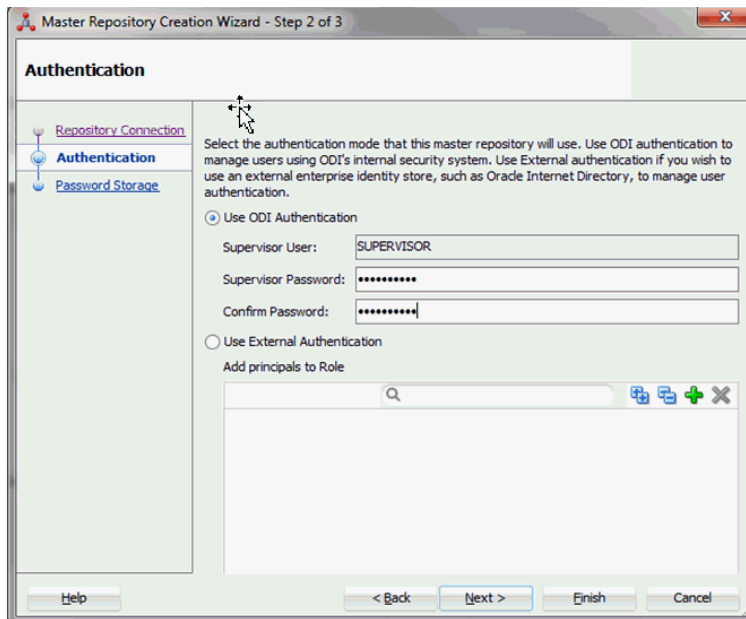 Master Repository Creation Wizard - Step 2 of 3
Authentication
Repository Connection
Authentication
Password Storage
Select the authentication mode that this master repository will use. Use ODI authentication to
manage users using ODI's internal security system. Use External authentication if you wish to
use an external enterprise identity store, such as Oracle Internet Directory, to manage user
authentication.
Use ODI Authentication
Supervisor User: SUPERVISOR
Supervisor Password: ••••••••••
Confirm Password: ••••••••••
Use External Authentication
Add principals to Role
Help < Back Next > Finish Cancel